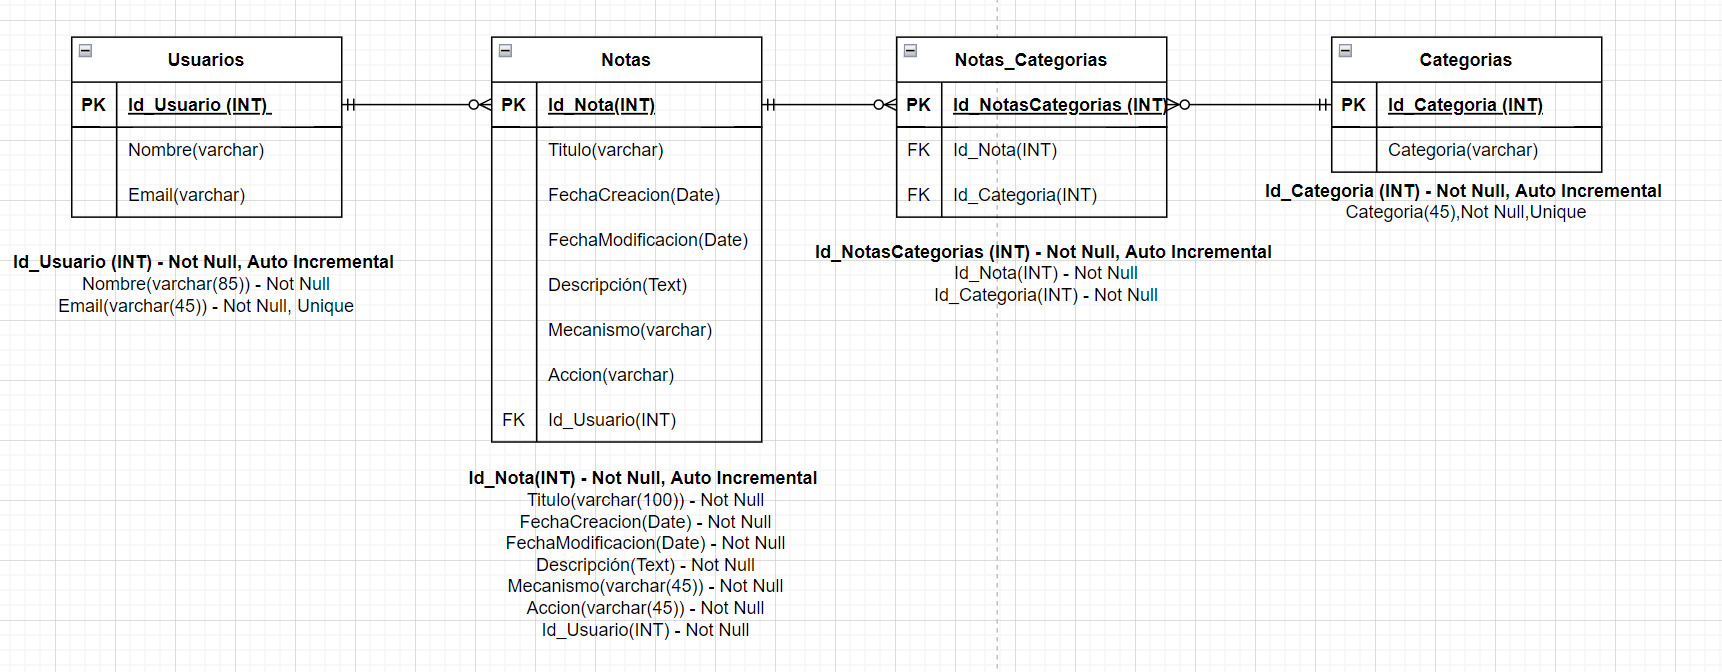 Usuarios
PK Id_Usuario (INT)
Nombre(varchar)
Email(varchar)
Id_Usuario (INT) - Not Null, Auto Incremental
Nombre(varchar(85)) - Not Null
Email(varchar(45)) - Not Null, Unique
Notas
PK Id_Nota(INT)
Titulo(varchar)
FechaCreacion(Date)
FechaModificacion(Date)
Descripción(Text)
Mecanismo(varchar)
Accion(varchar)
FK Id_Usuario(INT)
Id_Nota(INT) - Not Null, Auto Incremental
Titulo(varchar(100)) - Not Null
FechaCreacion(Date) - Not Null
FechaModificacion(Date) - Not Null
Descripción(Text) - Not Null
Mecanismo(varchar(45)) - Not Null
Accion(varchar(45)) - Not Null
Id_Usuario(INT) - Not Null
Notas_Categorias
PK Id_NotasCategorias (INT)
FK Id_Nota(INT)
FK Id_Categoria(INT)
Id_NotasCategorias (INT) - Not Null, Auto Incremental
Id_Nota(INT) - Not Null
Id_Categoria(INT) - Not Null
Categorias
PK Id_Categoria (INT)
Categoria(varchar)
Id_Categoria (INT) - Not Null, Auto Incremental
Categoria(45),Not Null,Unique